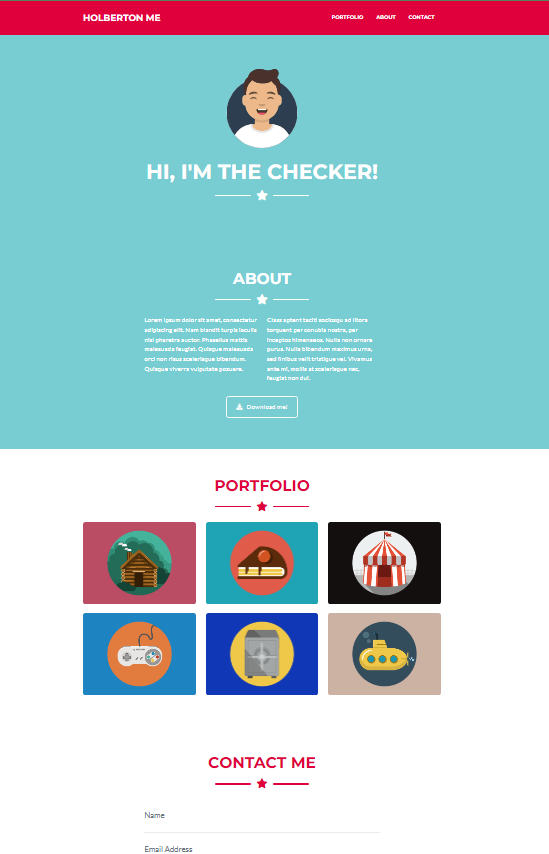 HOLBERTON ME
PORTFOLIO ABOUT CONTACT
HI, I'M THE CHECKER!
ABOUT
Lorem ipsum dolor sit amet, consectetur
adipiscing elit. Nam blandit turpis iaculis
nisl pharetra auctor. Phasellus mattis
malesuada feugiat. Quisque malesuada
orci non risus scelerisque bibendum.
Quisque viverra vulputate posuere.
Class aptent taciti sociosqu ad litora
torquent per conubia nostra, per
inceptos himenaeos. Nulla non ornare
purus. Nulla bibendum maximus urna,
sed finibus velit tristique vel. Vivamus
ante mi, mollis at scelerisque nec,
feugiat non dui.
Download me!
PORTFOLIO
CONTACT ME
Name
Email Address